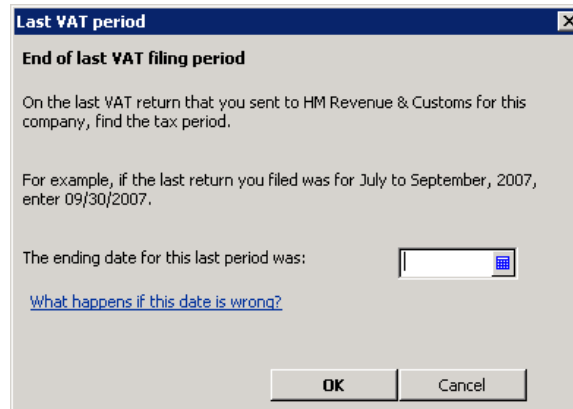 Last VAT period
End of last VAT filing period
On the last VAT return that you sent to HM Revenue & Customs for this
company, find the tax period.
For example, if the last return you filed was for July to September, 2007,
enter 09/30/2007.
The ending date for this last period was:
What happens if this date is wrong?
OK
Cancel